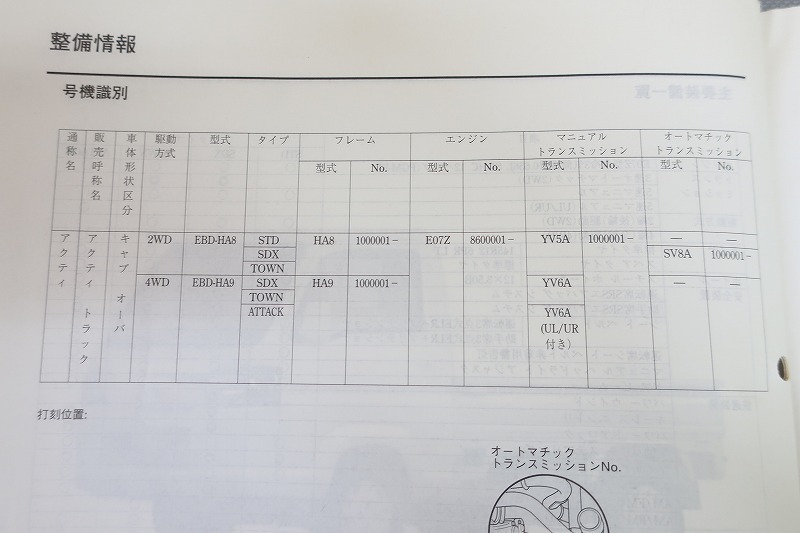 整備情報
号機識別
通称名 販売呼称名 車体形状区分 駆動方式 型式 タイプ フレーム エンジン マニュアルトランスミッション オートマチックトランスミッション
型式 No. 型式 No. 型式 No. 型式 No.
アクティ アクティ トラック キャブ オーバ 2WD EBD-HA8 STD HA8 1000001- E07Z 8600001- YV5A 1000001- — —
SDX SV8A 1000001-
TOWN
4WD EBD-HA9 SDX HA9 1000001- YV6A — —
TOWN
ATTACK YV6A
(UL/UR
付き)
打刻位置:
オートマチック
トランスミッションNo.